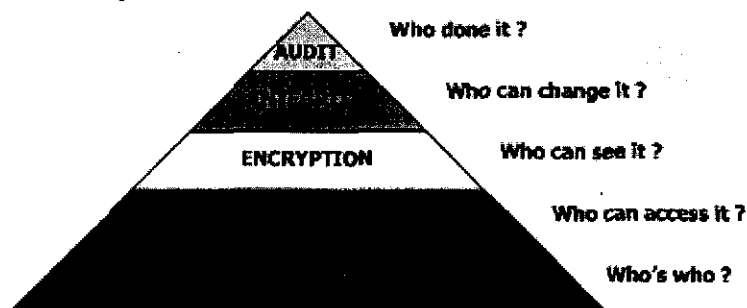 Who done it ?
AUDIT
Who can change it ?
ENCRYPTION
Who can see it ?
Who can access it ?
Who's who ?